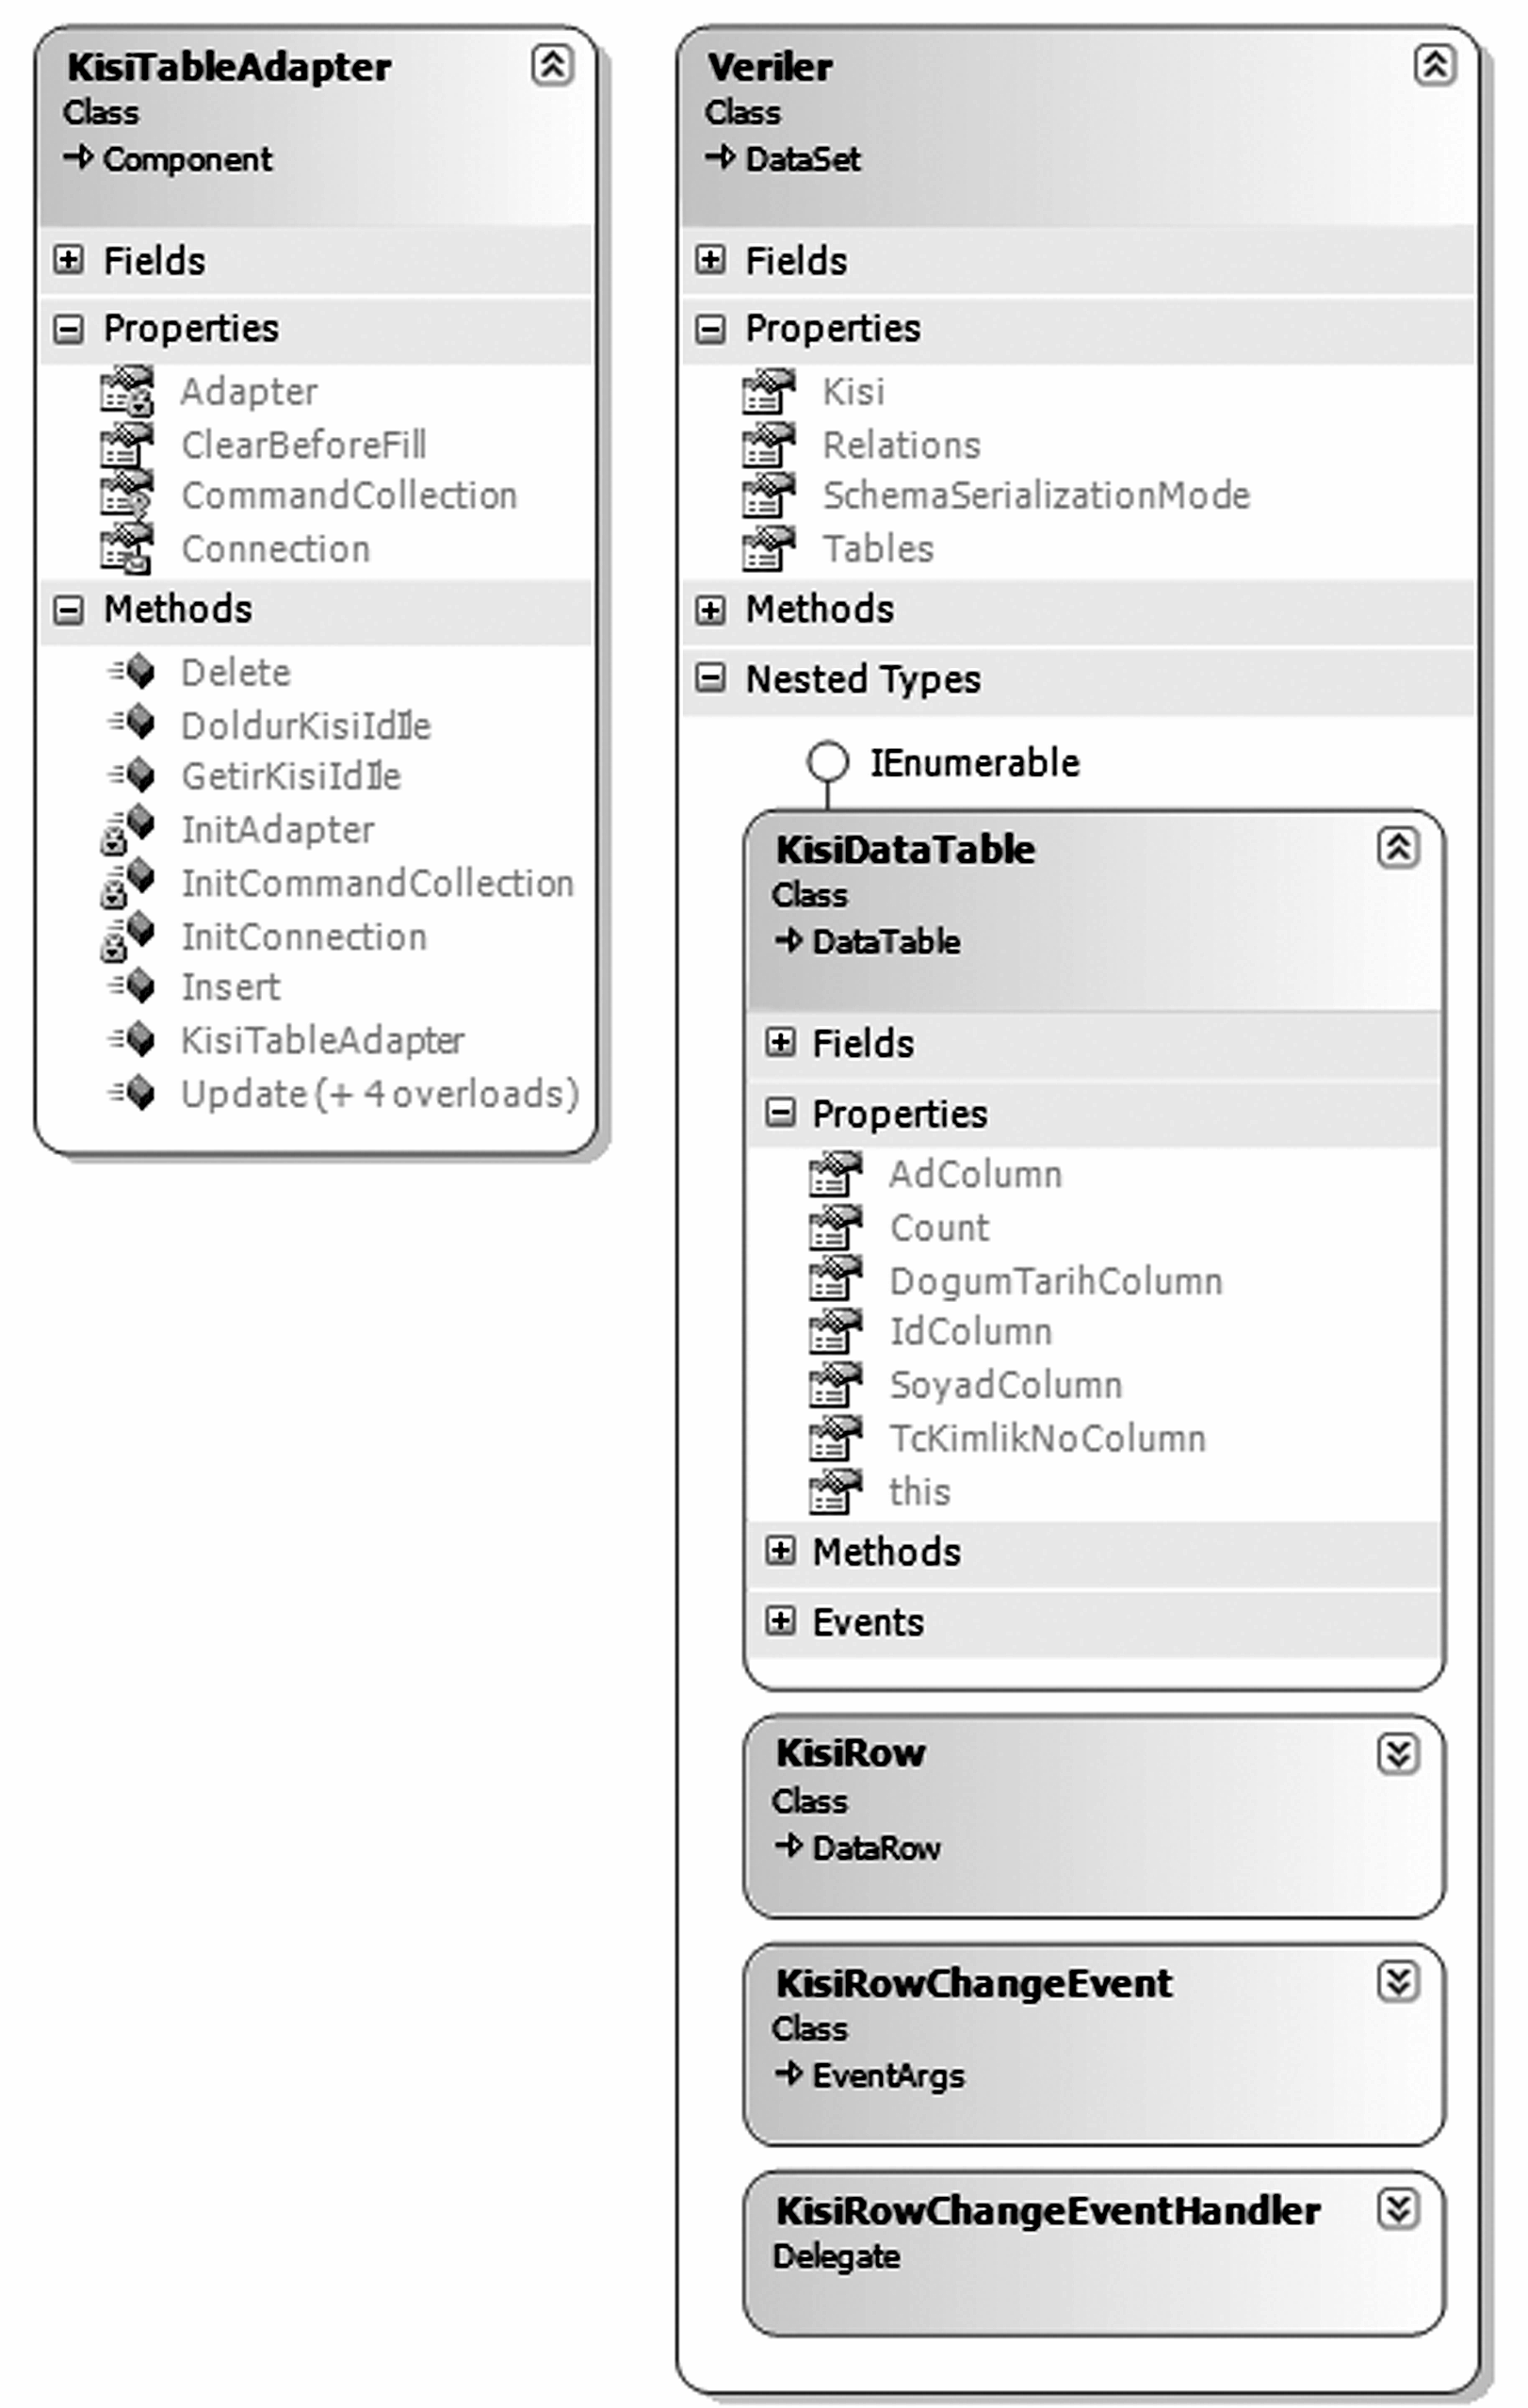 KisiTableAdapter
Class
Component
Fields
Properties
Adapter
ClearBeforeFill
CommandCollection
Connection
Methods
Delete
DoldurKisiIdIle
GetirKisiIdIle
InitAdapter
InitCommandCollection
InitConnection
Insert
KisiTableAdapter
Update (+ 4 overloads)
Veriler
Class
DataSet
Fields
Properties
Kisi
Relations
SchemaSerializationMode
Tables
Methods
Nested Types
IEnumerable
KisiDataTable
Class
DataTable
Fields
Properties
AdColumn
Count
DogumTarihColumn
IdColumn
SoyadColumn
TcKimlikNoColumn
this
Methods
Events
KisiRow
Class
DataRow
KisiRowChangeEvent
Class
EventArgs
KisiRowChangeEventHandler
Delegate